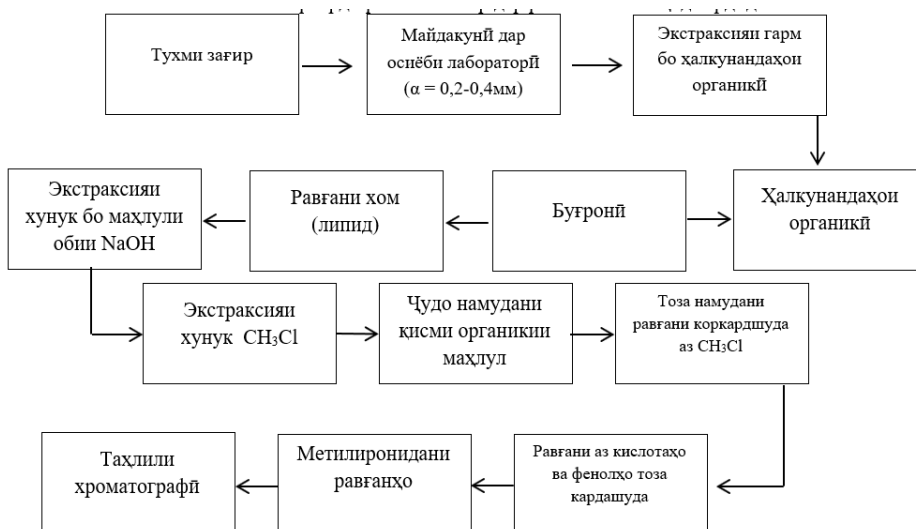 Тухми зағир
Майдакунӣ дар
осиёби лабораторӣ
(α = 0,2-0,4мм)
Экстраксияи гарм
бо ҳалкунандаҳои
органикӣ
Экстраксияи
хунук бо маҳлули
обии NaOH
Равғани хом
(липид)
Буғронӣ
Ҳалкунандаҳои
органикӣ
Экстраксияи
хунук CH₃Cl
Ҷудо намудани
қисми органикии
маҳлул
Тоза намудани
равғани коркардшуда
аз CH₃Cl
Таҳлили
хроматографӣ
Метилиронидани
равғанҳо
Равғани аз кислотаҳо
ва фенолҳо тоза
кардашуда